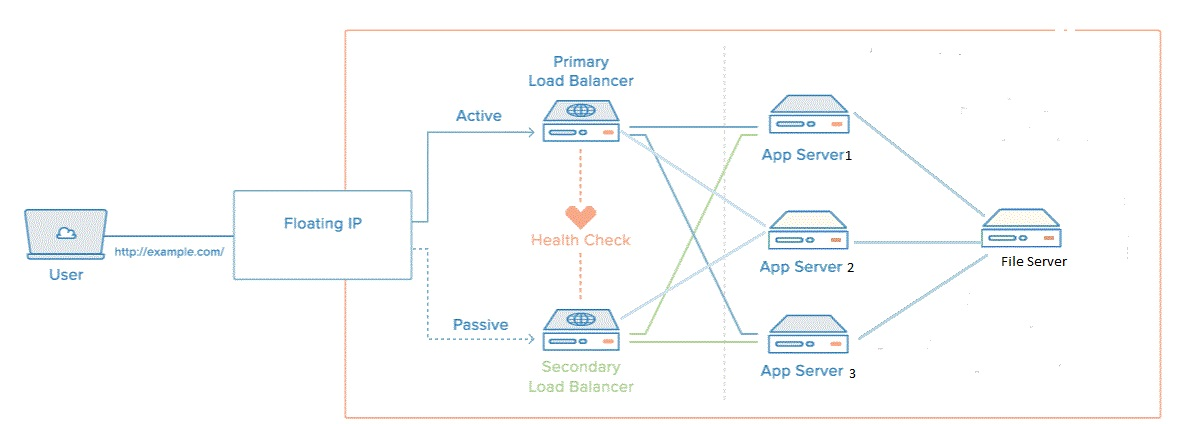 Primary
Load Balancer
Active
App Server1
Floating IP
http://example.com/
User
Health Check
App Server 2
File Server
Passive
Secondary
Load Balancer
App Server 3